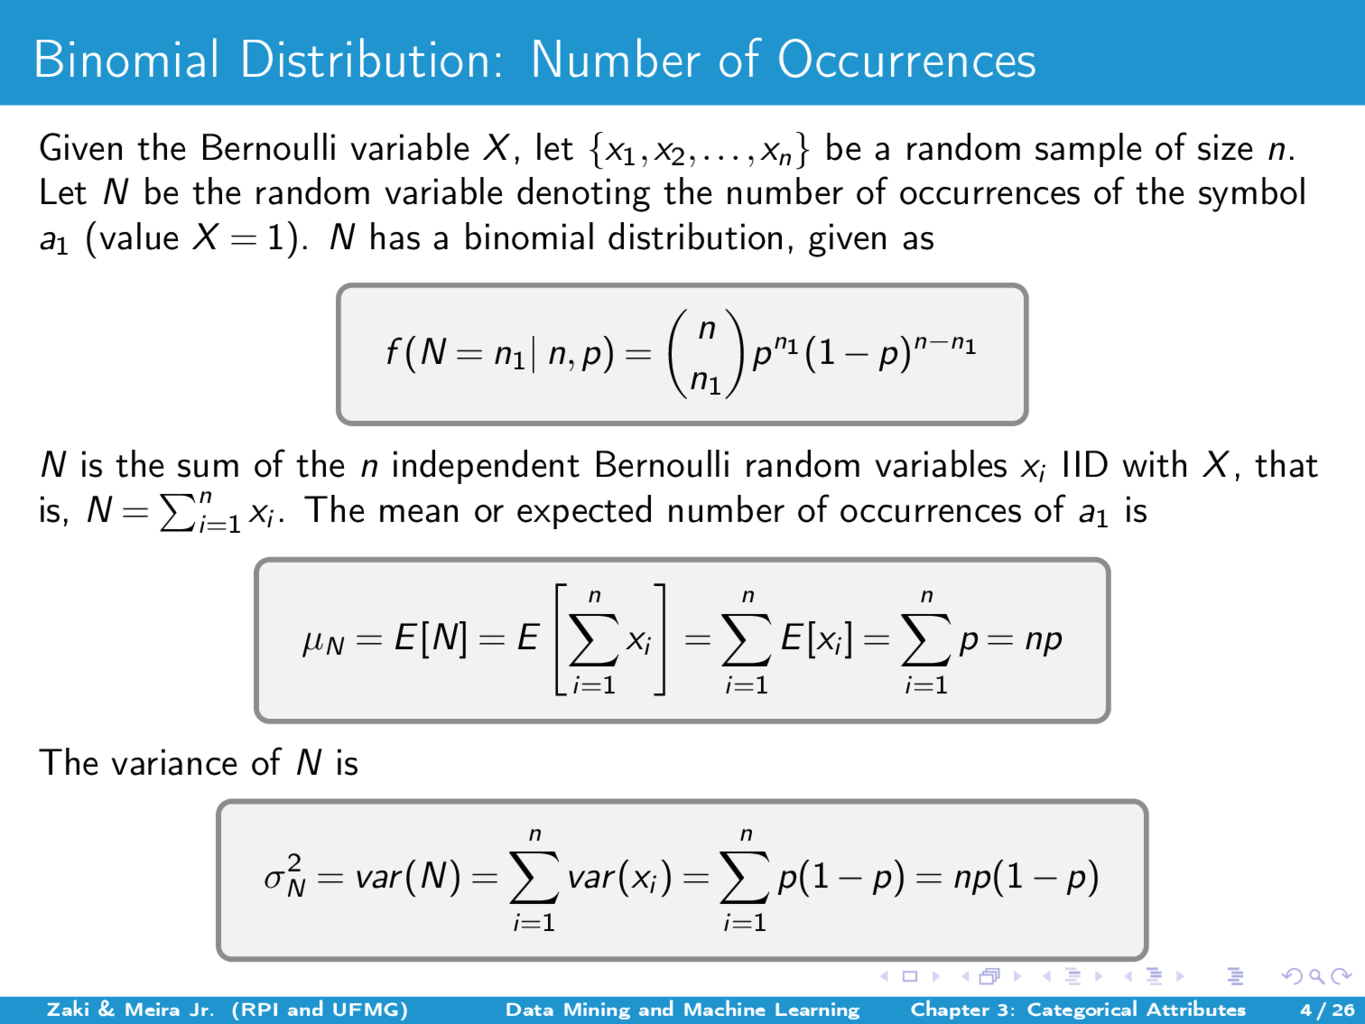 Binomial Distribution: Number of Occurrences
Given the Bernoulli variable X, let {x₁, x₂, …, xₙ} be a random sample of size n.
Let N be the random variable denoting the number of occurrences of the symbol
a₁ (value X = 1). N has a binomial distribution, given as
f(N = n₁| n, p) = \binom{n}{n₁} p^{n₁}(1 − p)^{n−n₁}
N is the sum of the n independent Bernoulli random variables xᵢ IID with X, that
is, N = ∑_{i=1}^{n} xᵢ. The mean or expected number of occurrences of a₁ is
μ_N = E[N] = E[∑_{i=1}^{n} xᵢ] = ∑_{i=1}^{n} E[xᵢ] = ∑_{i=1}^{n} p = np
The variance of N is
σ²_N = var(N) = ∑_{i=1}^{n} var(xᵢ) = ∑_{i=1}^{n} p(1 − p) = np(1 − p)
Zaki & Meira Jr. (RPI and UFMG) Data Mining and Machine Learning Chapter 3: Categorical Attributes 4 / 26